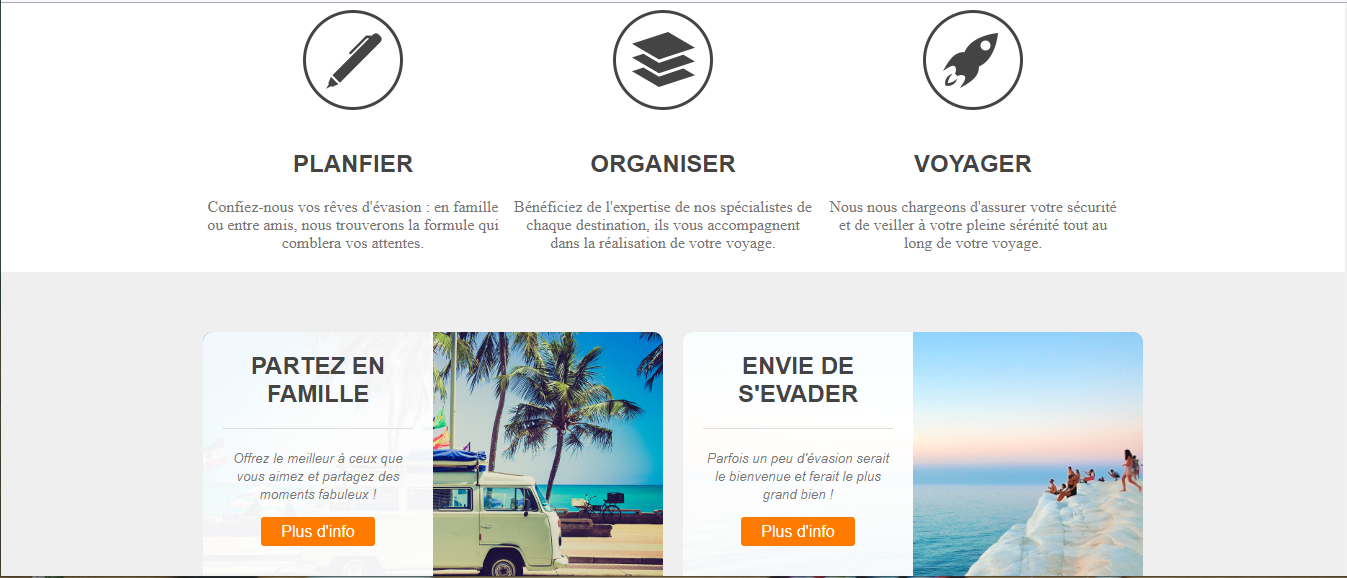 PLANFIER
Confiez-nous vos rêves d'évasion : en famille
ou entre amis, nous trouverons la formule qui
comblera vos attentes.
ORGANISER
Bénéficiez de l'expertise de nos spécialistes de
chaque destination, ils vous accompagnent
dans la réalisation de votre voyage.
VOYAGER
Nous nous chargeons d'assurer votre sécurité
et de veiller à votre pleine sérénité tout au
long de votre voyage.
PARTEZ EN
FAMILLE
Offrez le meilleur à ceux que
vous aimez et partagez des
moments fabuleux !
Plus d'info
ENVIE DE
S'EVADER
Parfois un peu d'évasion serait
le bienvenue et ferait le plus
grand bien !
Plus d'info